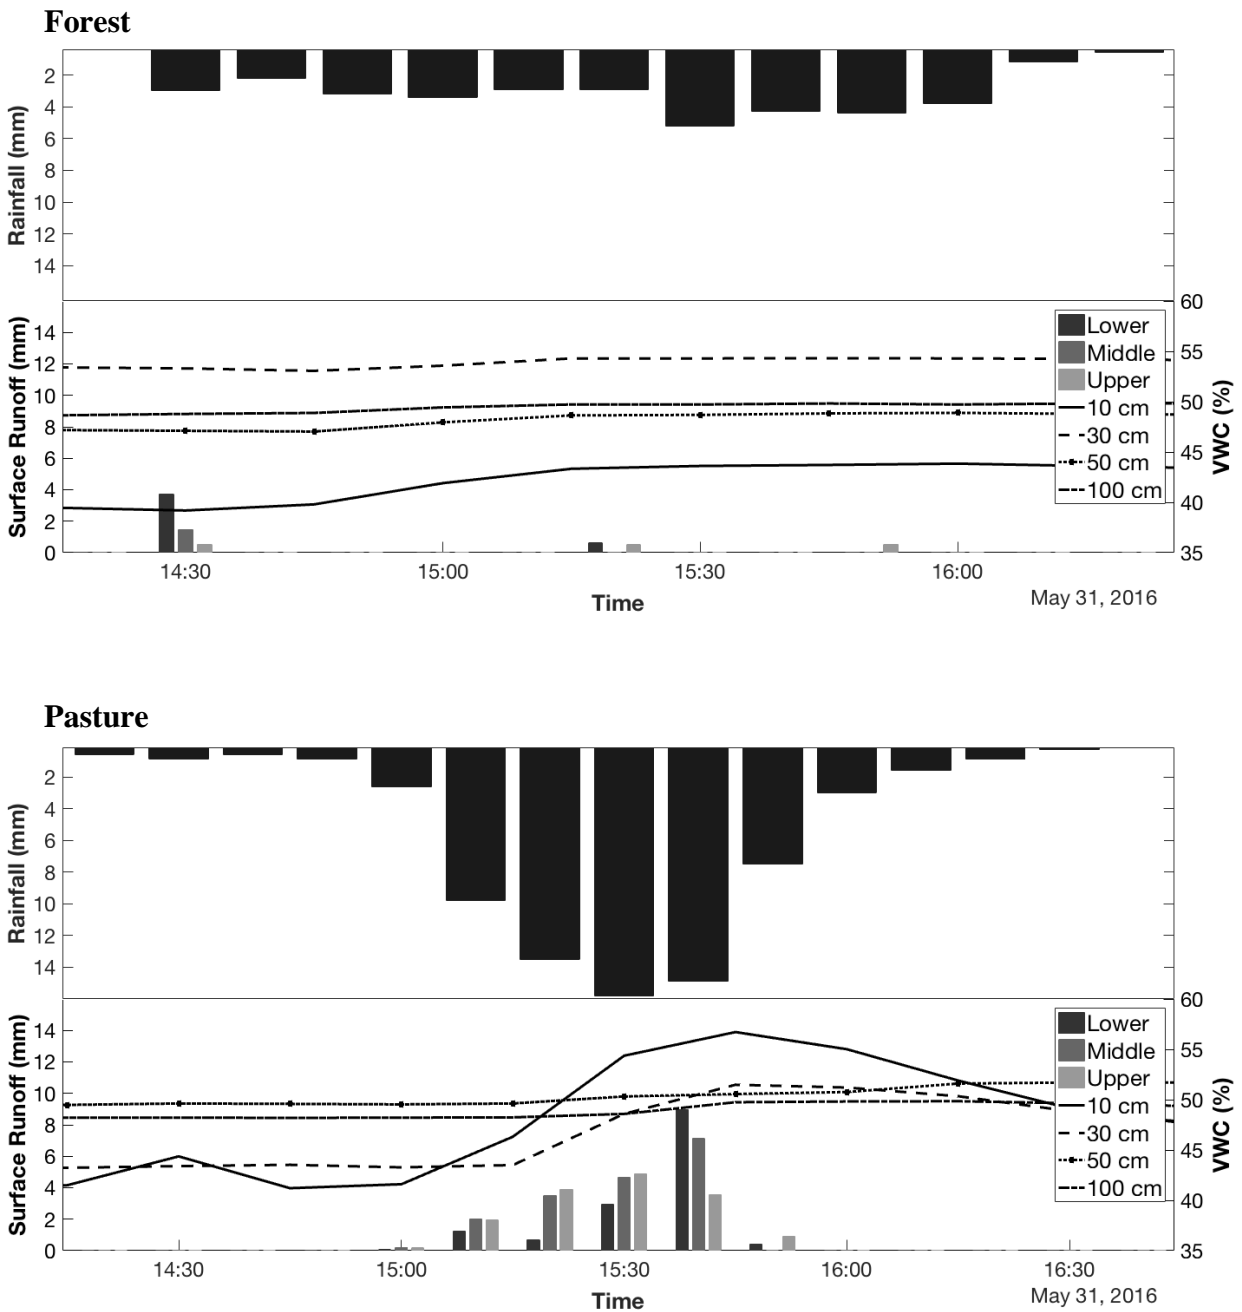 Forest
2
4
6
8
10
12
14
Rainfall (mm)
60
55
50
45
40
35
VWC (%)
14
12
10
8
6
4
2
0
Surface Runoff (mm)
Lower
Middle
Upper
10 cm
30 cm
50 cm
100 cm
14:30 15:00 15:30 16:00
Time
May 31, 2016
Pasture
2
4
6
8
10
12
14
Rainfall (mm)
60
55
50
45
40
35
VWC (%)
14
12
10
8
6
4
2
0
Surface Runoff (mm)
Lower
Middle
Upper
10 cm
30 cm
50 cm
100 cm
14:30 15:00 15:30 16:00 16:30
Time
May 31, 2016